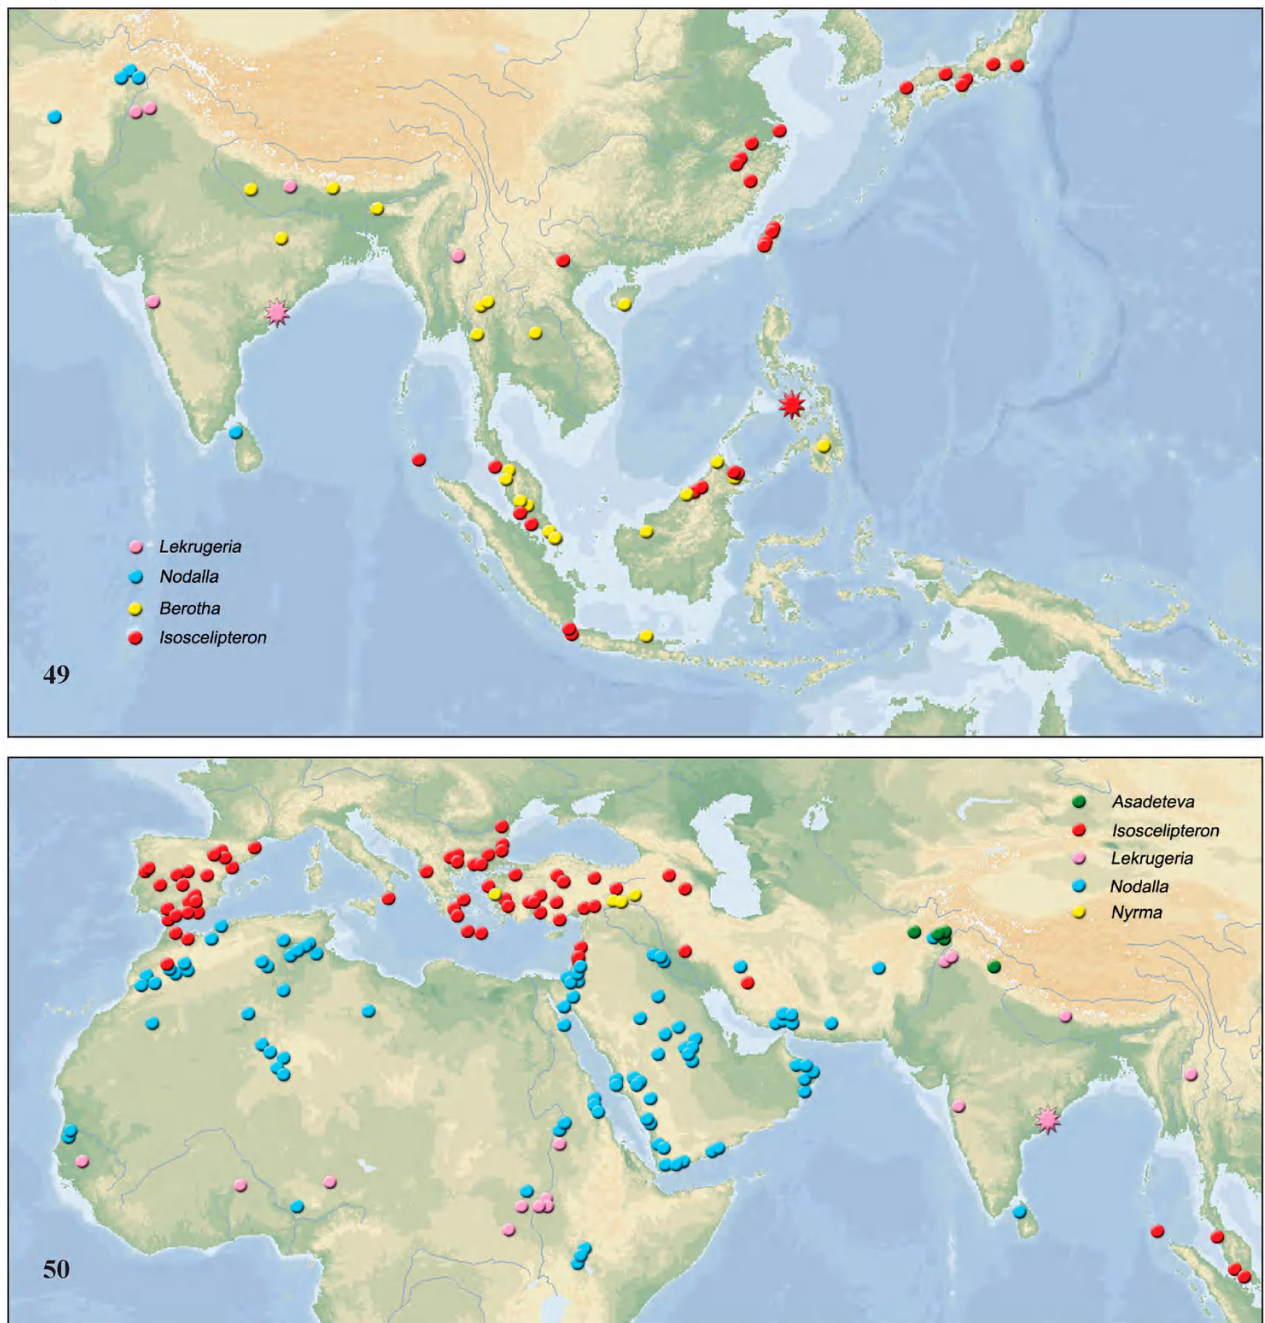 Lekrugeria
Nodalla
Berotha
Isoscelipteron
49
Asadeteva
Isoscelipteron
Lekrugeria
Nodalla
Nyrma
50